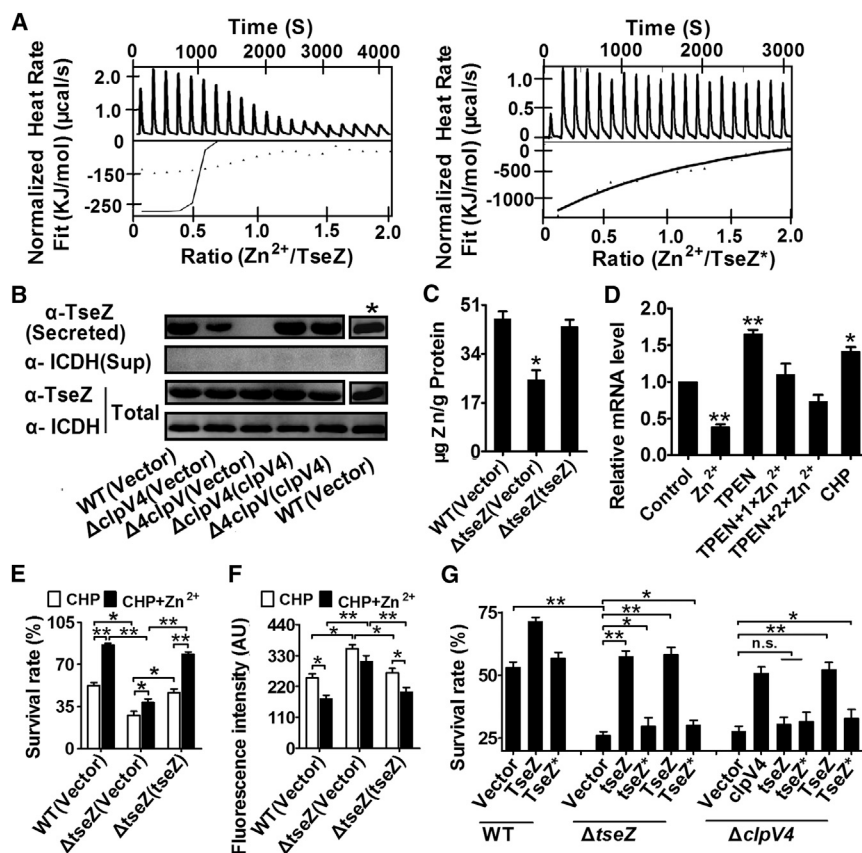 A
Time (S)
0 1000 2000 3000 4000
2.0
1.0
0
0
-150
-250
Normalized Heat Rate
Fit (KJ/mol) (μcal/s)
0 0.5 1.0 1.5 2.0
Ratio (Zn2+/TseZ)
Time (S)
0 1000 2000 3000
1.0
0.5
0
0
-500
-1000
Normalized Heat Rate
Fit (KJ/mol) (μcal/s)
0 0.5 1.0 1.5 2.0
Ratio (Zn2+/TseZ*)
B
α-TseZ
(Secreted)
*
α- ICDH(Sup)
α-TseZ
α- ICDH
Total
WT(Vector)
ΔclpV4(Vector)
Δ4clpV(Vector)
ΔclpV4(clpV4)
Δ4clpV(clpV4)
WT(Vector)
C
μg Zn/g Protein
51
34
17
0
*
WT(Vector)
ΔtseZ(Vector)
ΔtseZ(tseZ)
D
Relative mRNA level
2.0
1.5
1.0
0.5
0.0
** ** *
Control
Zn2+
TPEN
TPEN+1×Zn2+
TPEN+2×Zn2+
CHP
E
CHP CHP+Zn2+
Survival rate (%)
105
70
35
0
* **
** ** **
* *
WT(Vector)
ΔtseZ(Vector)
ΔtseZ(tseZ)
F
CHP CHP+Zn2+
Fluorescence intensity (AU)
440
330
220
110
0
** **
* *
* *
WT(Vector)
ΔtseZ(Vector)
ΔtseZ(tseZ)
G
Survival rate (%)
75
50
25
**
*
**
*
**
*
**
n.s.
Vector
TseZ
TseZ*
WT
Vector
tseZ
tseZ*
TseZ
TseZ*
ΔtseZ
Vector
clpV4
tseZ
tseZ*
TseZ
TseZ*
ΔclpV4